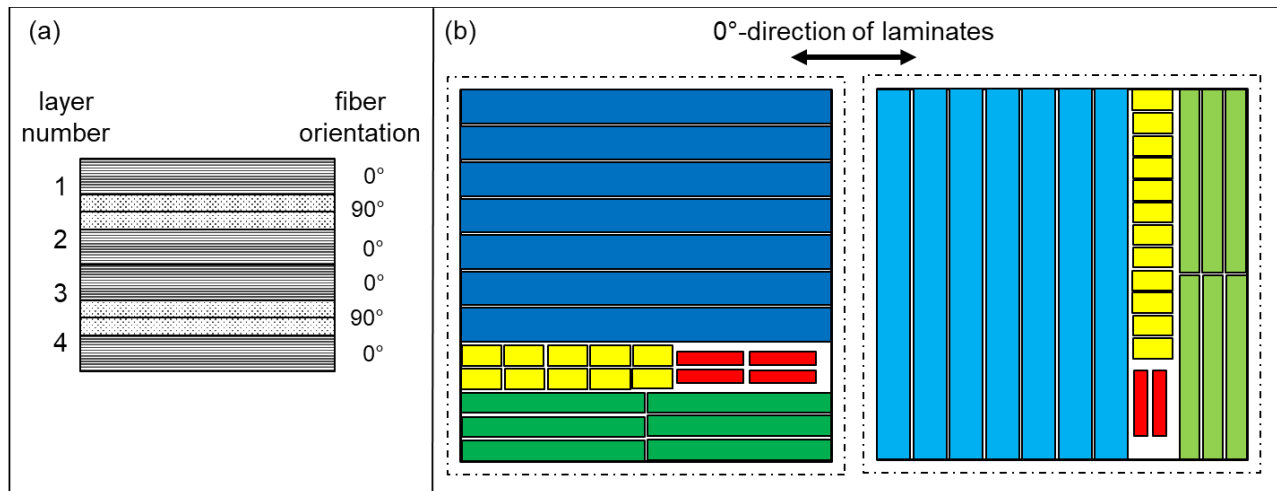 (a)
layer number
fiber orientation
1
0°
90°
2
0°
3
0°
90°
4
0°
(b)
0°-direction of laminates